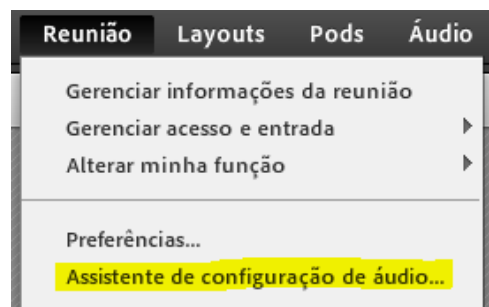 Reunião Layouts Pods Áudio
Gerenciar informações da reunião
Gerenciar acesso e entrada
Alterar minha função
Preferências...
Assistente de configuração de áudio...